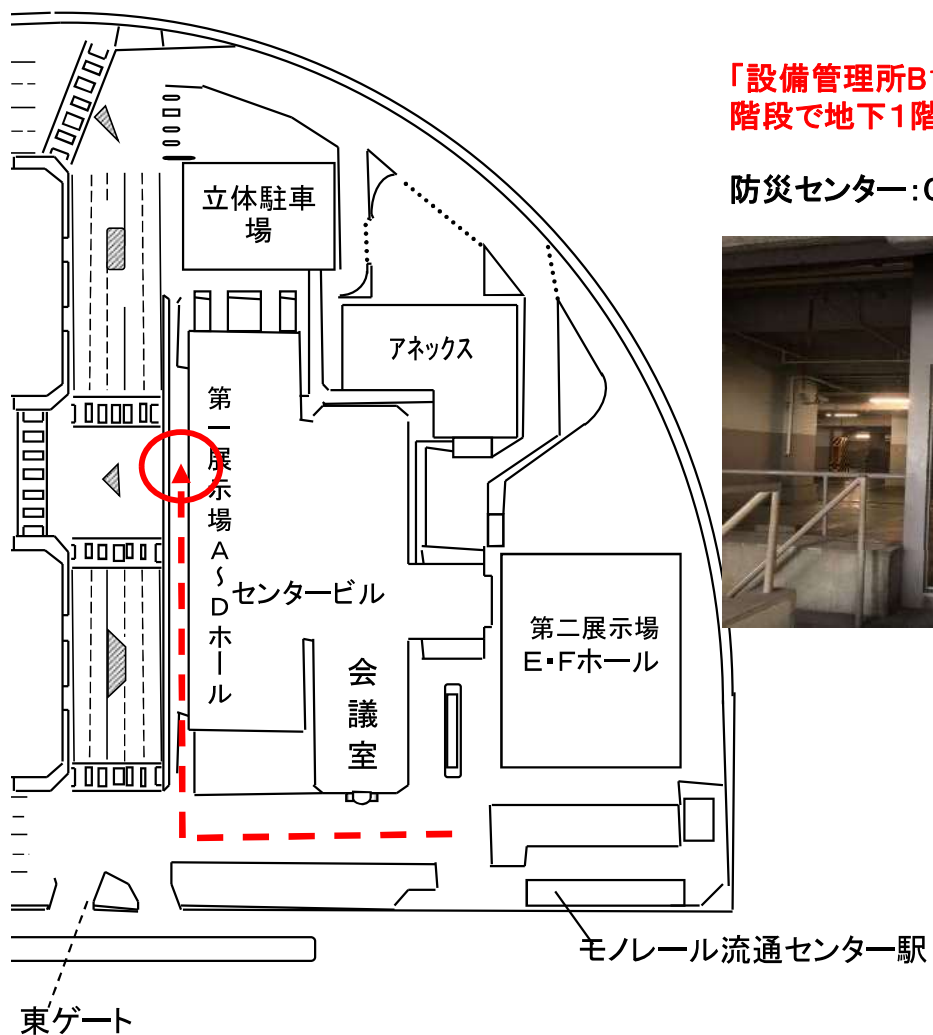 「設備管理所B1
階段で地下1階
防災センター:0
立体駐車
場
アネックス
第一展示場A~Dホール
センタービル
会議室
第二展示場
E・Fホール
モノレール流通センター駅
東ゲート